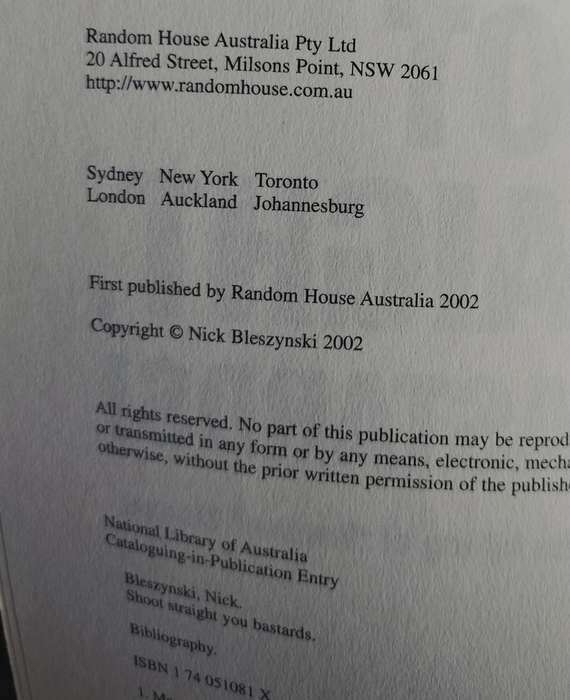 Random House Australia Pty Ltd
20 Alfred Street, Milsons Point, NSW 2061
http://www.randomhouse.com.au
Sydney New York Toronto
London Auckland Johannesburg
First published by Random House Australia 2002
Copyright © Nick Bleszynski 2002
All rights reserved. No part of this publication may be reprod
or transmitted in any form or by any means, electronic, mecha
otherwise, without the prior written permission of the publish
National Library of Australia
Cataloguing-in-Publication Entry
Bleszynski, Nick.
Shoot straight you bastards.
Bibliography.
ISBN 1 74 051081 X
1.